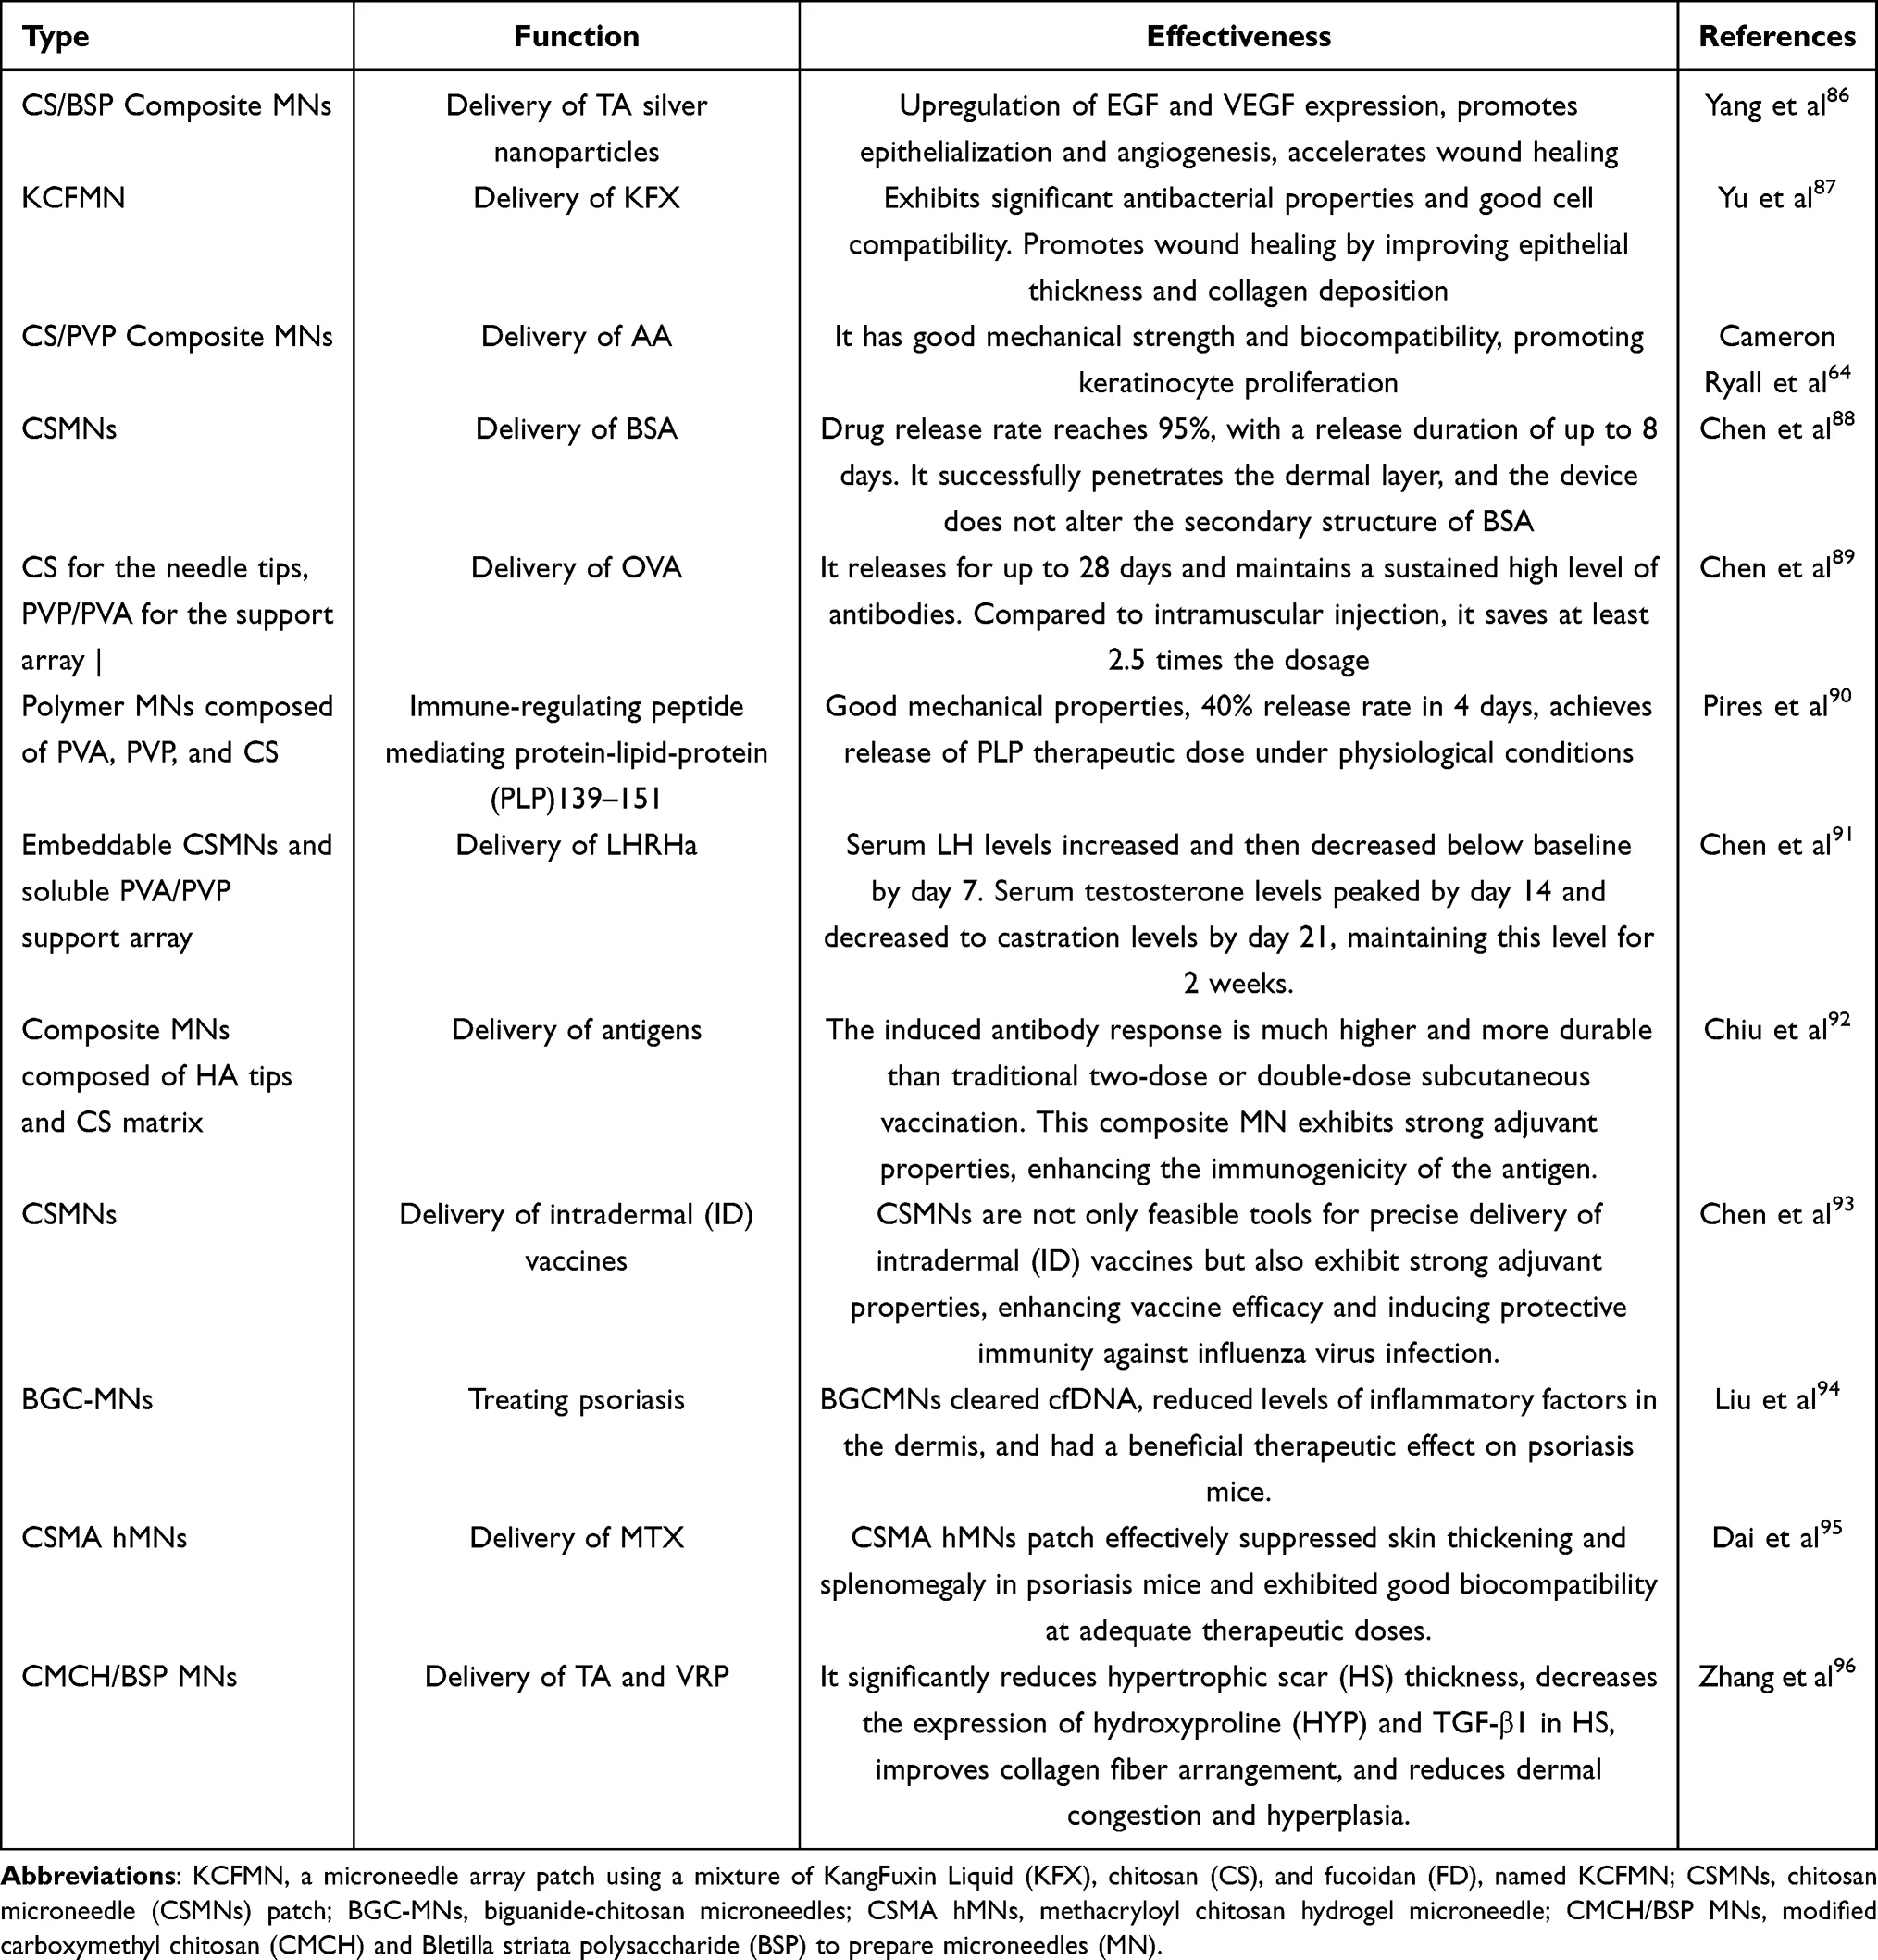 Type Function Effectiveness References
CS/BSP Composite MNs Delivery of TA silver Upregulation of EGF and VEGF expression, promotes Yang et al86
nanoparticles epithelialization and angiogenesis, accelerates wound healing
KCFMN Delivery of KFX Exhibits significant antibacterial properties and good cell Yu et al87
compatibility. Promotes wound healing by improving epithelial
thickness and collagen deposition
CS/PVP Composite MNs Delivery of AA It has good mechanical strength and biocompatibility, promoting Cameron
keratinocyte proliferation Ryall et al64
CSMNs Delivery of BSA Drug release rate reaches 95%, with a release duration of up to 8 Chen et al88
days. It successfully penetrates the dermal layer, and the device
does not alter the secondary structure of BSA
CS for the needle tips, Delivery of OVA It releases for up to 28 days and maintains a sustained high level of Chen et al89
PVP/PVA for the support antibodies. Compared to intramuscular injection, it saves at least
array | 2.5 times the dosage
Polymer MNs composed Immune-regulating peptide Good mechanical properties, 40% release rate in 4 days, achieves Pires et al90
of PVA, PVP, and CS mediating protein-lipid-protein release of PLP therapeutic dose under physiological conditions
(PLP)139–151
Embeddable CSMNs and Delivery of LHRHa Serum LH levels increased and then decreased below baseline Chen et al91
soluble PVA/PVP by day 7. Serum testosterone levels peaked by day 14 and
support array decreased to castration levels by day 21, maintaining this level for
2 weeks.
Composite MNs Delivery of antigens The induced antibody response is much higher and more durable Chiu et al92
composed of HA tips than traditional two-dose or double-dose subcutaneous
and CS matrix vaccination. This composite MN exhibits strong adjuvant
properties, enhancing the immunogenicity of the antigen.
CSMNs Delivery of intradermal (ID) CSMNs are not only feasible tools for precise delivery of Chen et al93
vaccines intradermal (ID) vaccines but also exhibit strong adjuvant
properties, enhancing vaccine efficacy and inducing protective
immunity against influenza virus infection.
BGC-MNs Treating psoriasis BGCMNs cleared cfDNA, reduced levels of inflammatory factors in Liu et al94
the dermis, and had a beneficial therapeutic effect on psoriasis
mice.
CSMA hMNs Delivery of MTX CSMA hMNs patch effectively suppressed skin thickening and Dai et al95
splenomegaly in psoriasis mice and exhibited good biocompatibility
at adequate therapeutic doses.
CMCH/BSP MNs Delivery of TA and VRP It significantly reduces hypertrophic scar (HS) thickness, decreases Zhang et al96
the expression of hydroxyproline (HYP) and TGF-β1 in HS,
improves collagen fiber arrangement, and reduces dermal
congestion and hyperplasia.
Abbreviations: KCFMN, a microneedle array patch using a mixture of KangFuxin Liquid (KFX), chitosan (CS), and fucoidan (FD), named KCFMN; CSMNs, chitosan
microneedle (CSMNs) patch; BGC-MNs, biguanide-chitosan microneedles; CSMA hMNs, methacryloyl chitosan hydrogel microneedle; CMCH/BSP MNs, modified
carboxymethyl chitosan (CMCH) and Bletilla striata polysaccharide (BSP) to prepare microneedles (MN).